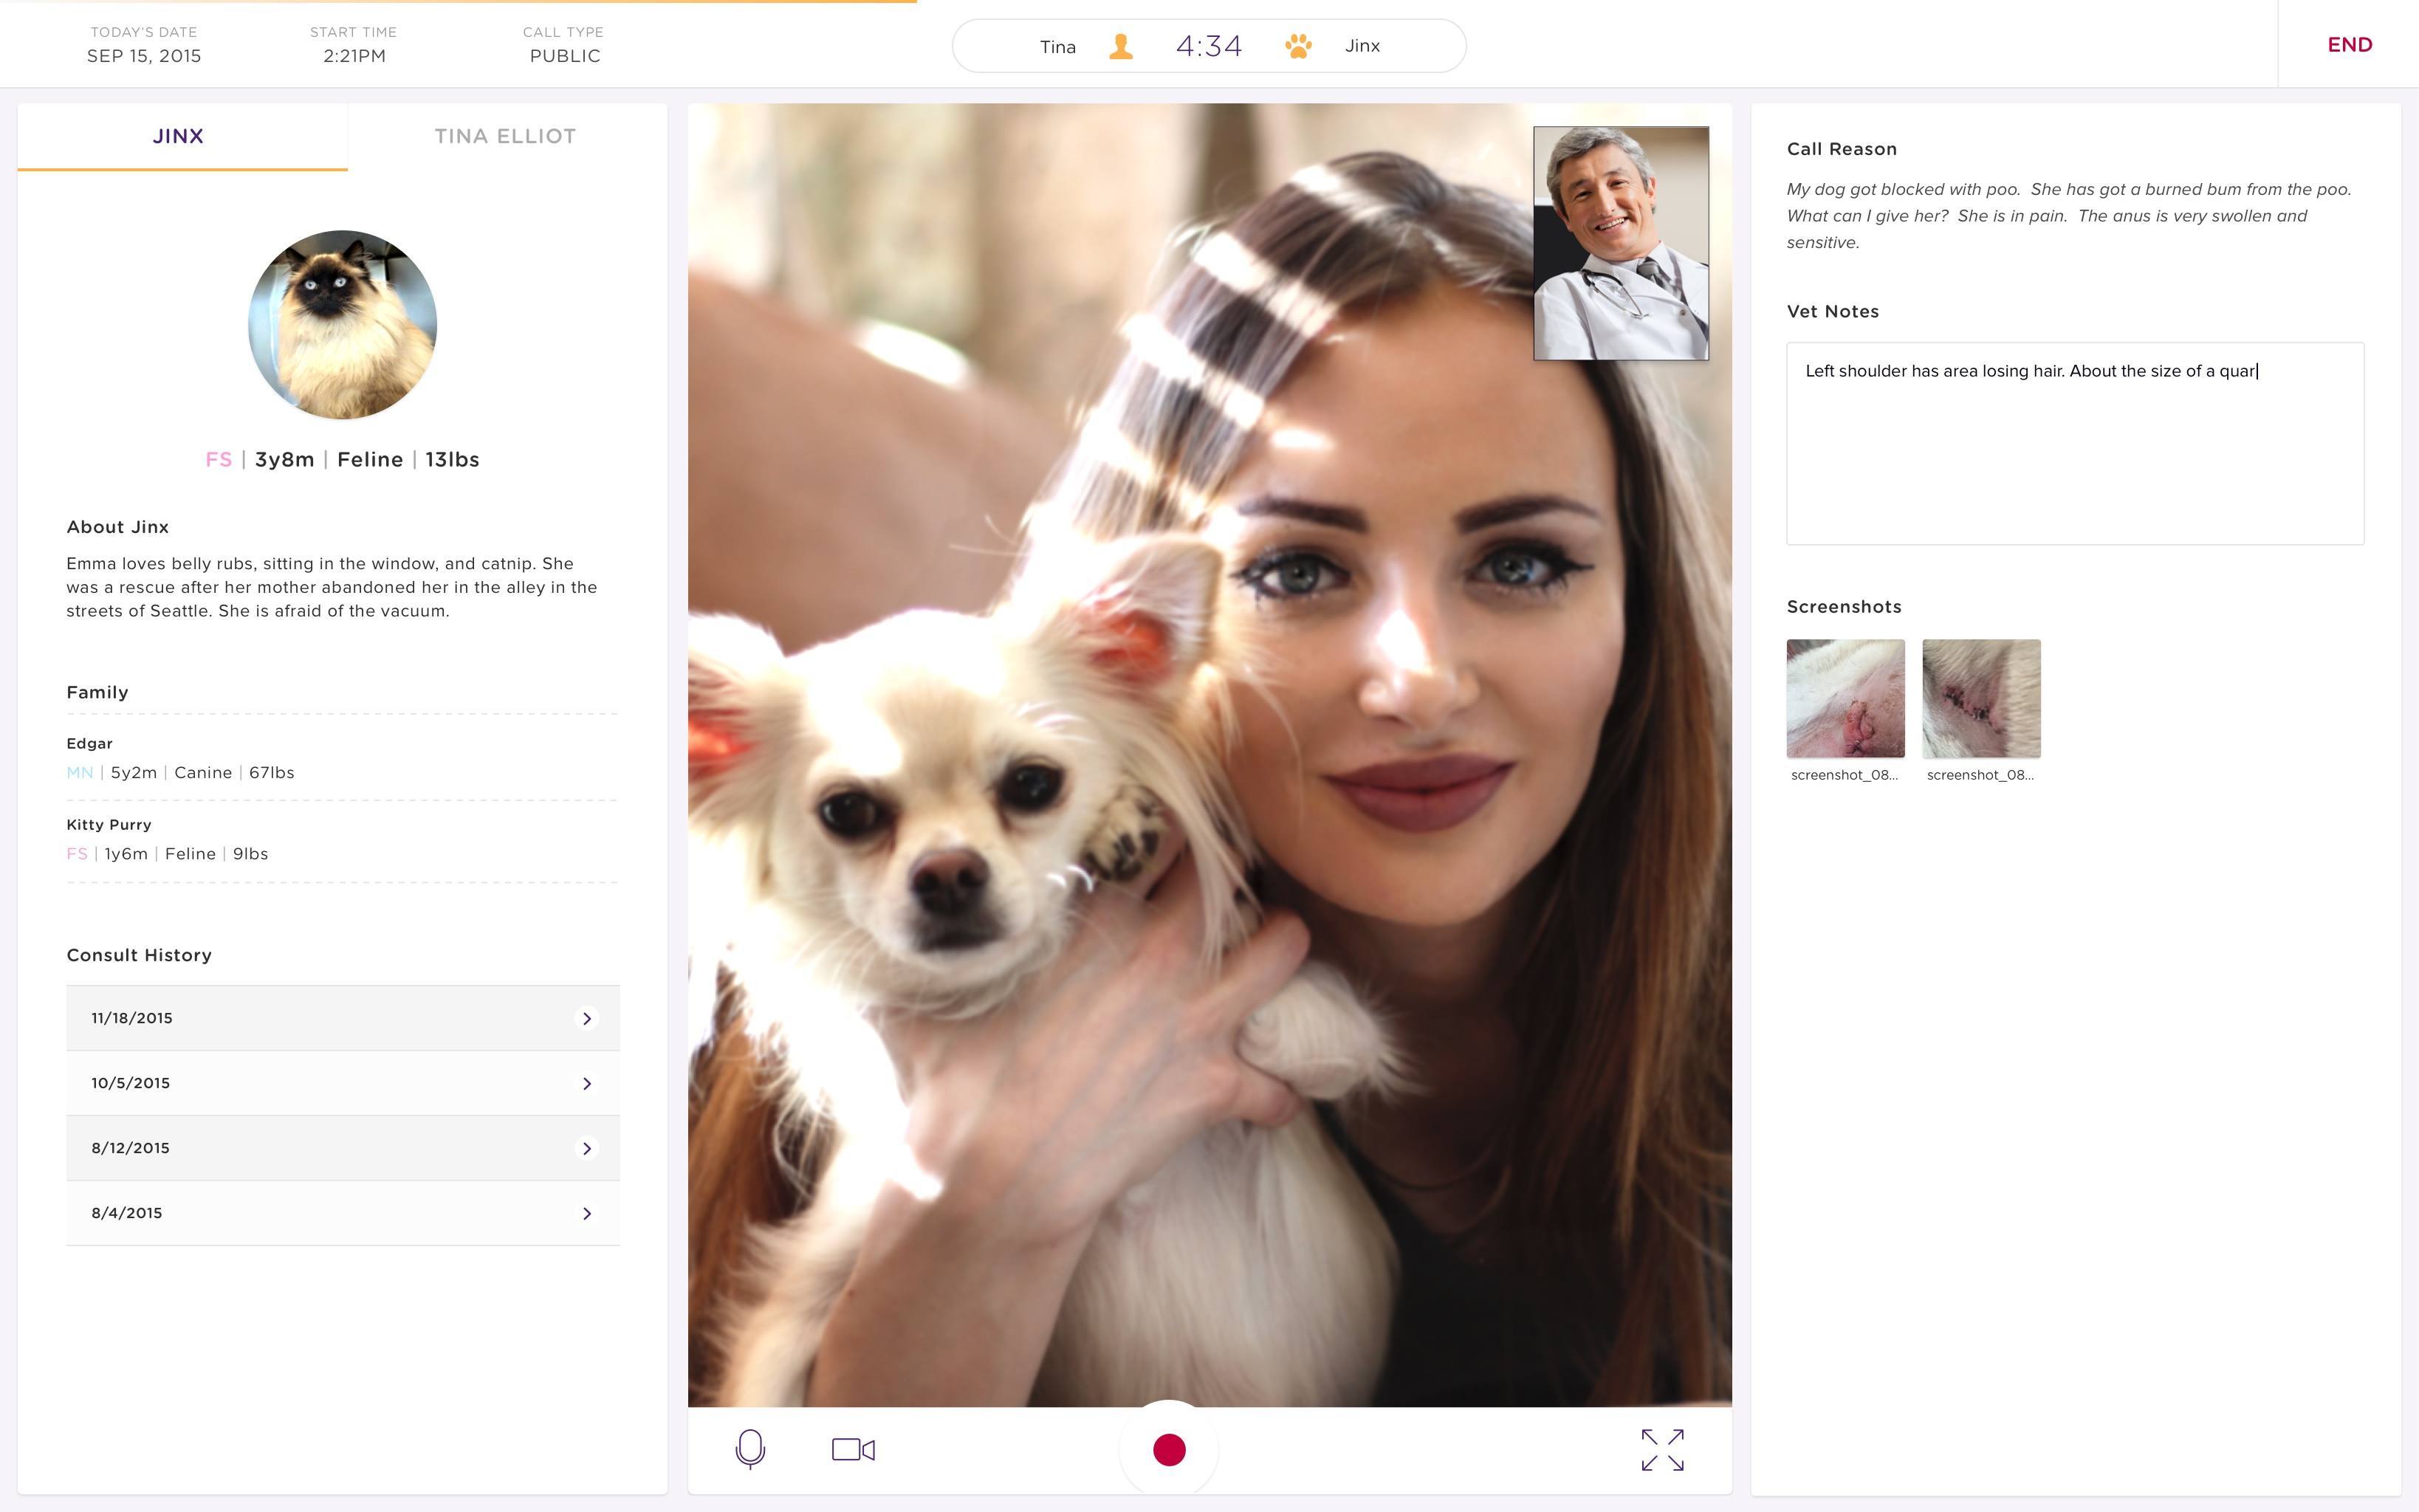 TODAY'S DATE
SEP 15, 2015
START TIME
2:21PM
CALL TYPE
PUBLIC
Tina
4:34
Jinx
END
JINX
TINA ELLIOT
FS | 3y8m | Feline | 13lbs
About Jinx
Emma loves belly rubs, sitting in the window, and catnip. She
was a rescue after her mother abandoned her in the alley in the
streets of Seattle. She is afraid of the vacuum.
Family
Edgar
MN | 5y2m | Canine | 67lbs
Kitty Purry
FS | 1y6m | Feline | 9lbs
Consult History
11/18/2015
10/5/2015
8/12/2015
8/4/2015
Call Reason
My dog got blocked with poo. She has got a burned bum from the poo.
What can I give her? She is in pain. The anus is very swollen and
sensitive.
Vet Notes
Left shoulder has area losing hair. About the size of a quar
Screenshots
screenshot_08...
screenshot_08...